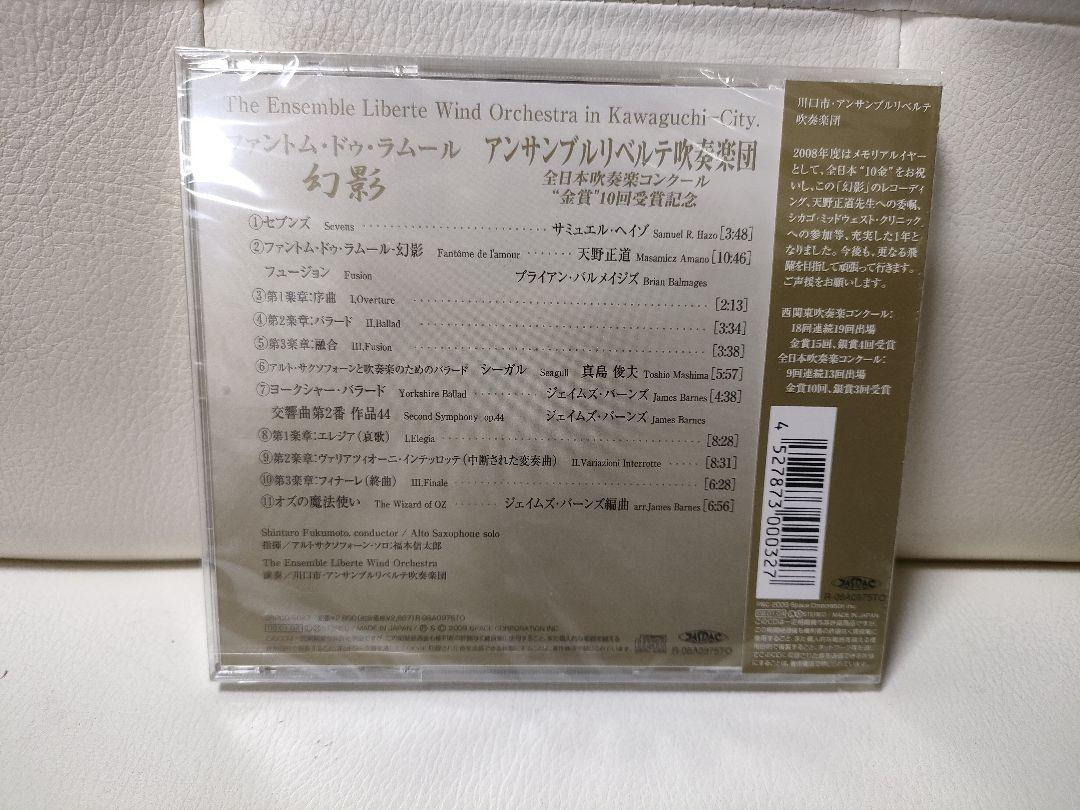 The Ensemble Liberte Wind Orchestra in Kawaguchi-City.
ファントム・ドゥ・ラムール アンサンブルリベルテ吹奏楽団
幻影
全日本吹奏楽コンクール
“金賞”10回受賞記念
①セブンズ Sevens サミュエル・ヘイゾ Samuel R. Hazo [3:48]
②ファントム・ドゥ・ラムール・幻影 Fantôme de l'amour 天野正道 Masamicz Amano [10:46]
フュージョン Fusion ブライアン・バルメイジズ Brian Balmages
③第1楽章:序曲 I.Overture [2:13]
④第2楽章:バラード II.Ballad [3:34]
⑤第3楽章:融合 III.Fusion [3:38]
⑥アルト・サクソフォーンと吹奏楽のためのバラード シーガル Seagull 真島 俊夫 Toshio Mashima [5:57]
⑦ヨークシャー・バラード Yorkshire Ballad ジェイムズ・バーンズ James Barnes [4:38]
交響曲第2番 作品44 Second Symphony op.44 ジェイムズ・バーンズ James Barnes
⑧第1楽章:エレジア(哀歌) I.Elegia [8:28]
⑨第2楽章:ヴァリアツィオーニ・インテッロッテ(中断された変奏曲) II.Variazioni Interrotte [8:31]
⑩第3楽章:フィナーレ(終曲) III.Finale [6:28]
⑪オズの魔法使い The Wizard of OZ ジェイムズ・バーンズ編曲 arr.James Barnes [6:56]
Shintaro Fukumoto, conductor / Alto Saxophone solo
指揮/アルトサクソフォーン・ソロ:福本信太郎
The Ensemble Liberte Wind Orchestra
演奏/川口市・アンサンブルリベルテ吹奏楽団
JASRAC
R-08A0975TO
川口市・アンサンブルリベルテ
吹奏楽団
2008年度はメモリアルイヤー
として、全日本“10金”をお祝
いし、この「幻影」のレコーディ
ング、天野正道先生への委嘱、
シカゴ・ミッドウェスト・クリニック
への参加等、充実した1年と
なりました。今後も、更なる飛
躍を目指して頑張って行きます。
ご声援をお願いします。
西関東吹奏楽コンクール:
18回連続19回出場
金賞15回、銀賞4回受賞
全日本吹奏楽コンクール:
9回連続13回出場
金賞10回、銀賞3回受賞
4 527873 000327
JASRAC
R-08A0975TO